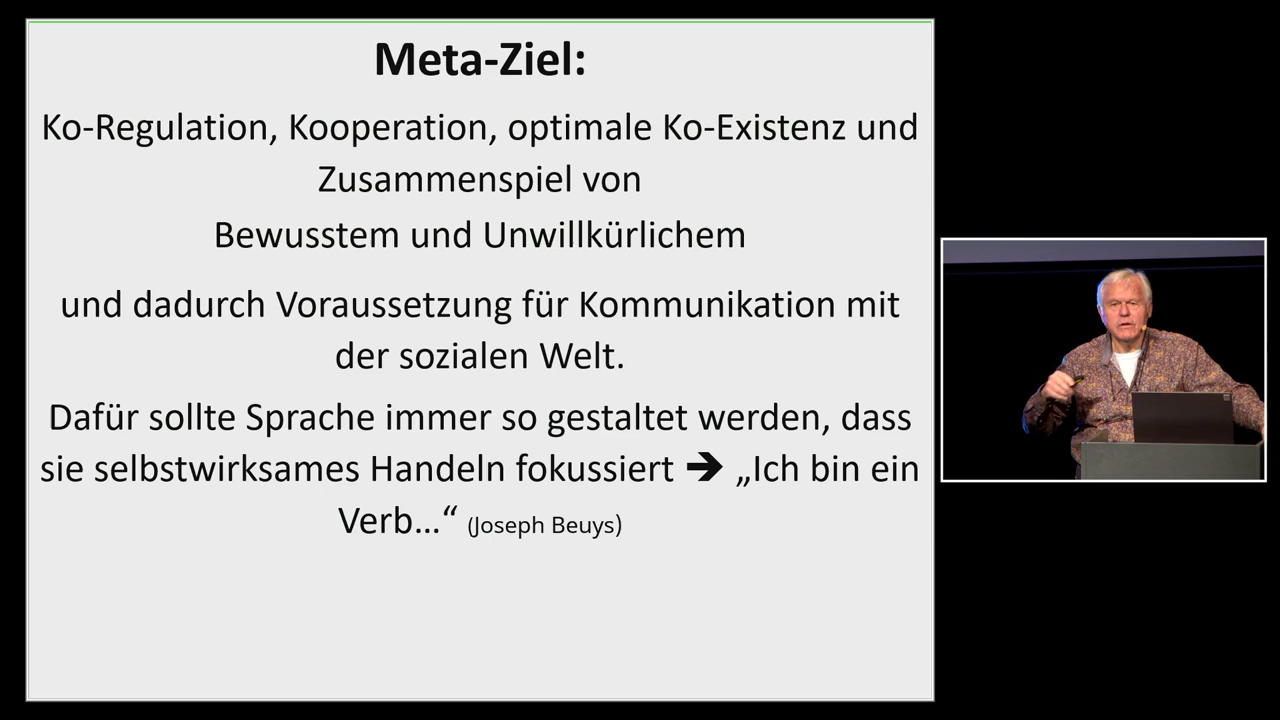 Meta-Ziel:
Ko-Regulation, Kooperation, optimale Ko-Existenz und
Zusammenspiel von
Bewusstem und Unwillkürlichem
und dadurch Voraussetzung für Kommunikation mit
der sozialen Welt.
Dafür sollte Sprache immer so gestaltet werden, dass
sie selbstwirksames Handeln fokussiert ➔ „Ich bin ein
Verb…“ (Joseph Beuys)